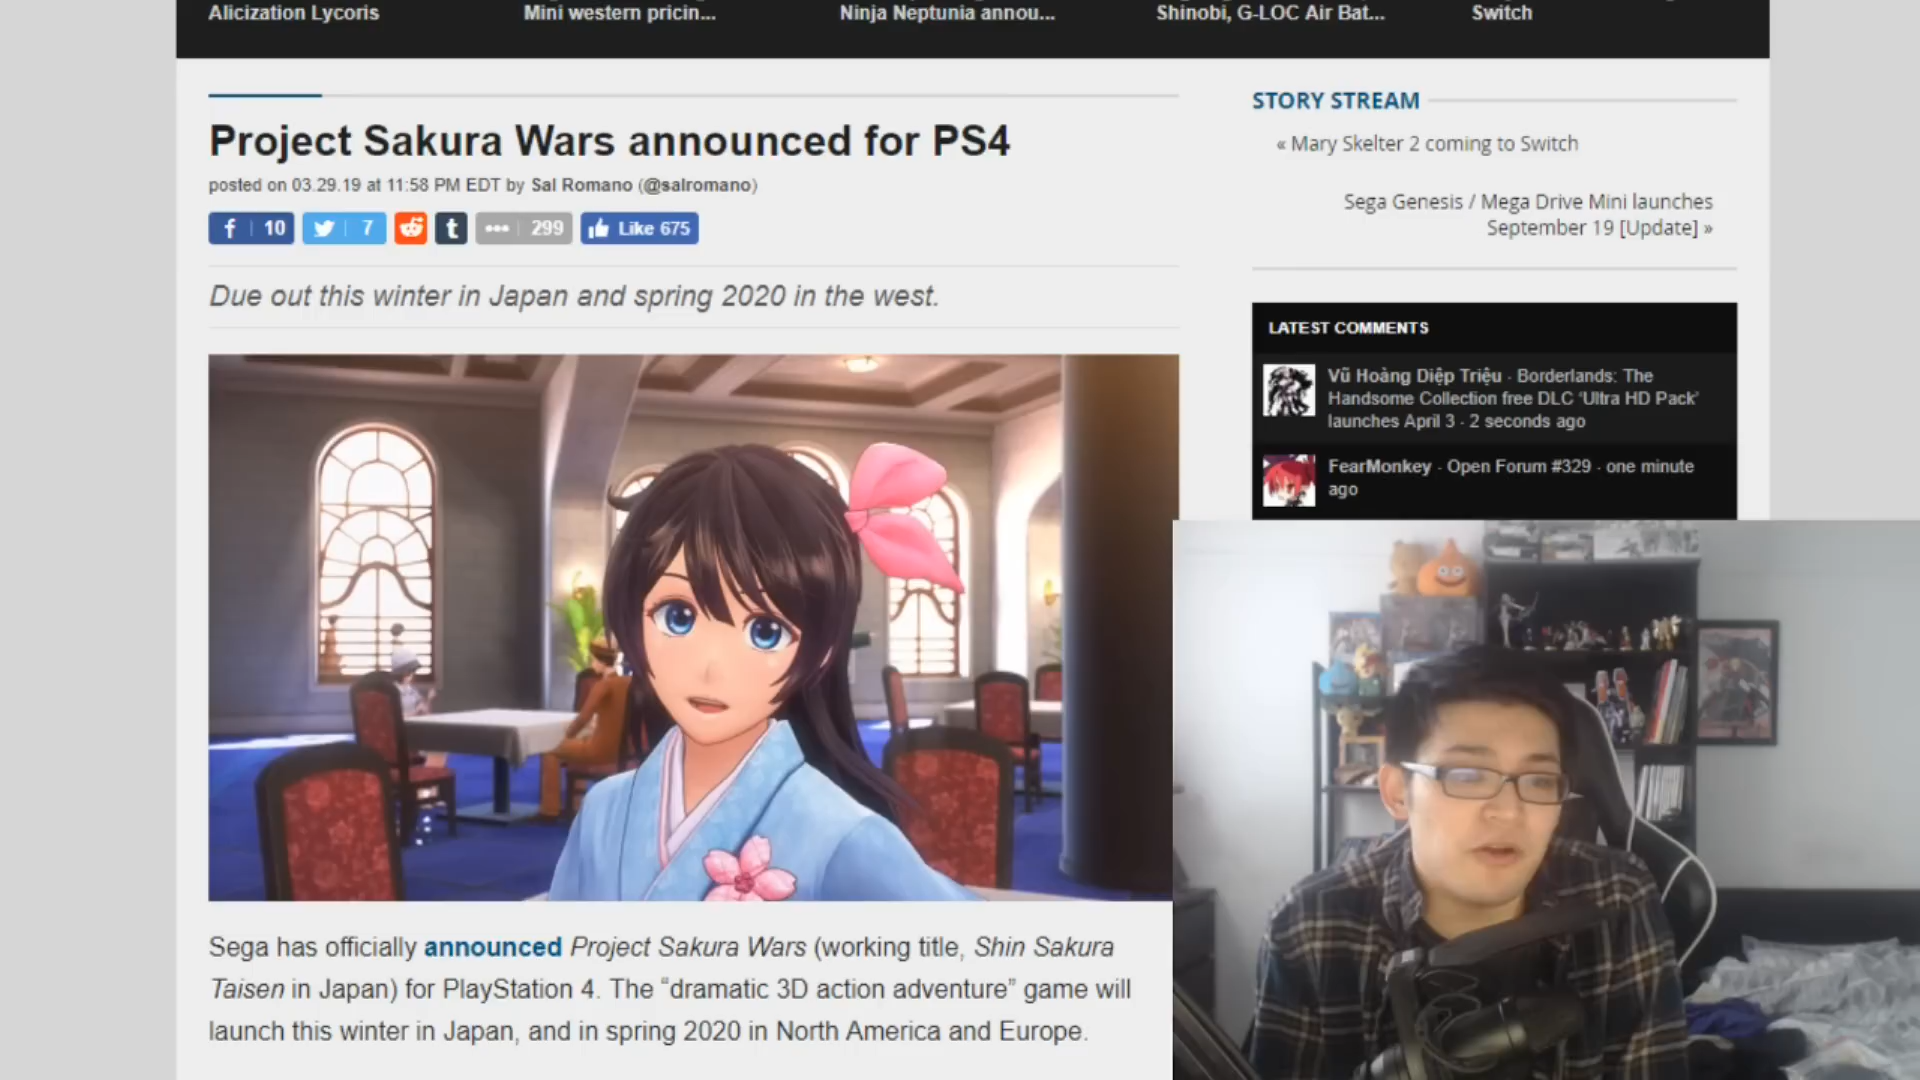 Alicization Lycoris
Mini western pricin...
Ninja Neptunia annou...
Shinobi, G-LOC Air Bat...
Switch
Project Sakura Wars announced for PS4
posted on 03.29.19 at 11:58 PM EDT by Sal Romano (@salromano)
f 10
7
t
299
Like 675
Due out this winter in Japan and spring 2020 in the west.
Sega has officially announced Project Sakura Wars (working title, Shin Sakura
Taisen in Japan) for PlayStation 4. The “dramatic 3D action adventure” game will
launch this winter in Japan, and in spring 2020 in North America and Europe.
STORY STREAM
« Mary Skelter 2 coming to Switch
Sega Genesis / Mega Drive Mini launches
September 19 [Update] »
LATEST COMMENTS
Vũ Hoàng Diệp Triệu · Borderlands: The
Handsome Collection free DLC ‘Ultra HD Pack’
launches April 3 · 2 seconds ago
FearMonkey · Open Forum #329 · one minute
ago